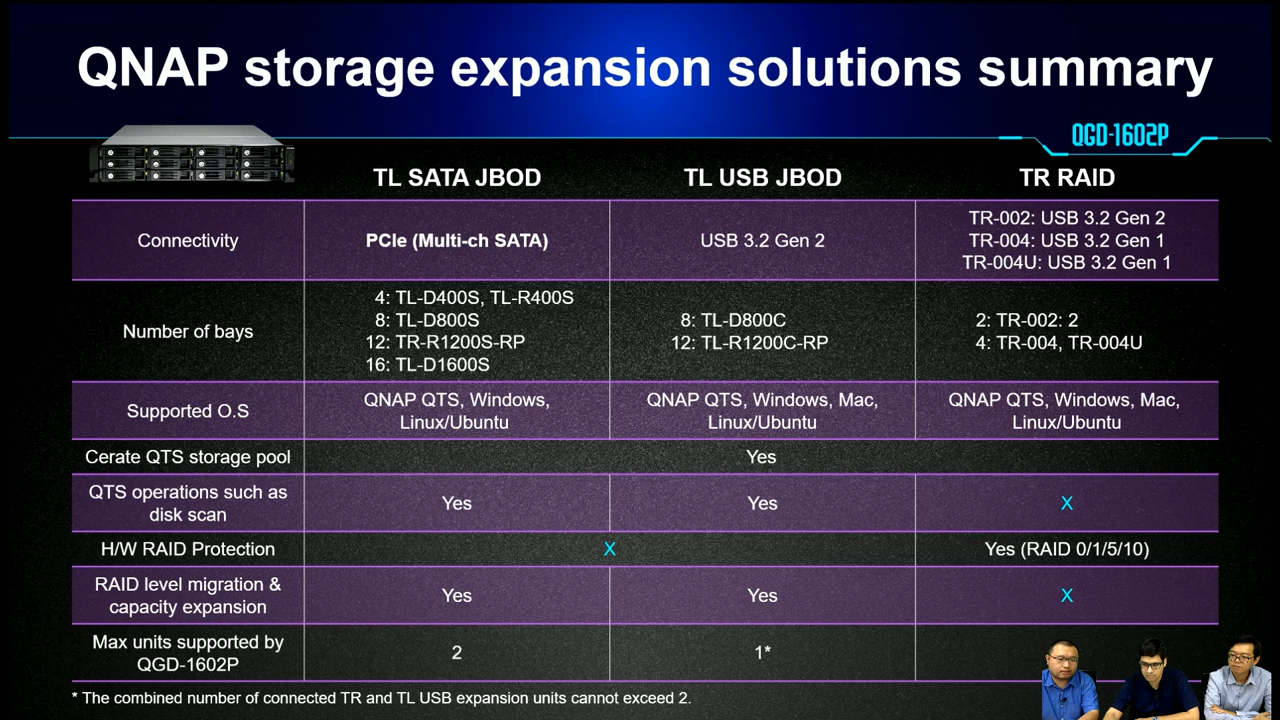 QNAP storage expansion solutions summary
QGD-1602P
TL SATA JBOD
TL USB JBOD
TR RAID
Connectivity
PCIe (Multi-ch SATA)
USB 3.2 Gen 2
TR-002: USB 3.2 Gen 2
TR-004: USB 3.2 Gen 1
TR-004U: USB 3.2 Gen 1
Number of bays
4: TL-D400S, TL-R400S
8: TL-D800S
12: TR-R1200S-RP
16: TL-D1600S
8: TL-D800C
12: TL-R1200C-RP
2: TR-002: 2
4: TR-004, TR-004U
Supported O.S
QNAP QTS, Windows,
Linux/Ubuntu
QNAP QTS, Windows, Mac,
Linux/Ubuntu
QNAP QTS, Windows, Mac,
Linux/Ubuntu
Cerate QTS storage pool
Yes
QTS operations such as
disk scan
Yes
Yes
X
H/W RAID Protection
X
Yes (RAID 0/1/5/10)
RAID level migration &
capacity expansion
Yes
Yes
X
Max units supported by
QGD-1602P
2
1*
* The combined number of connected TR and TL USB expansion units cannot exceed 2.